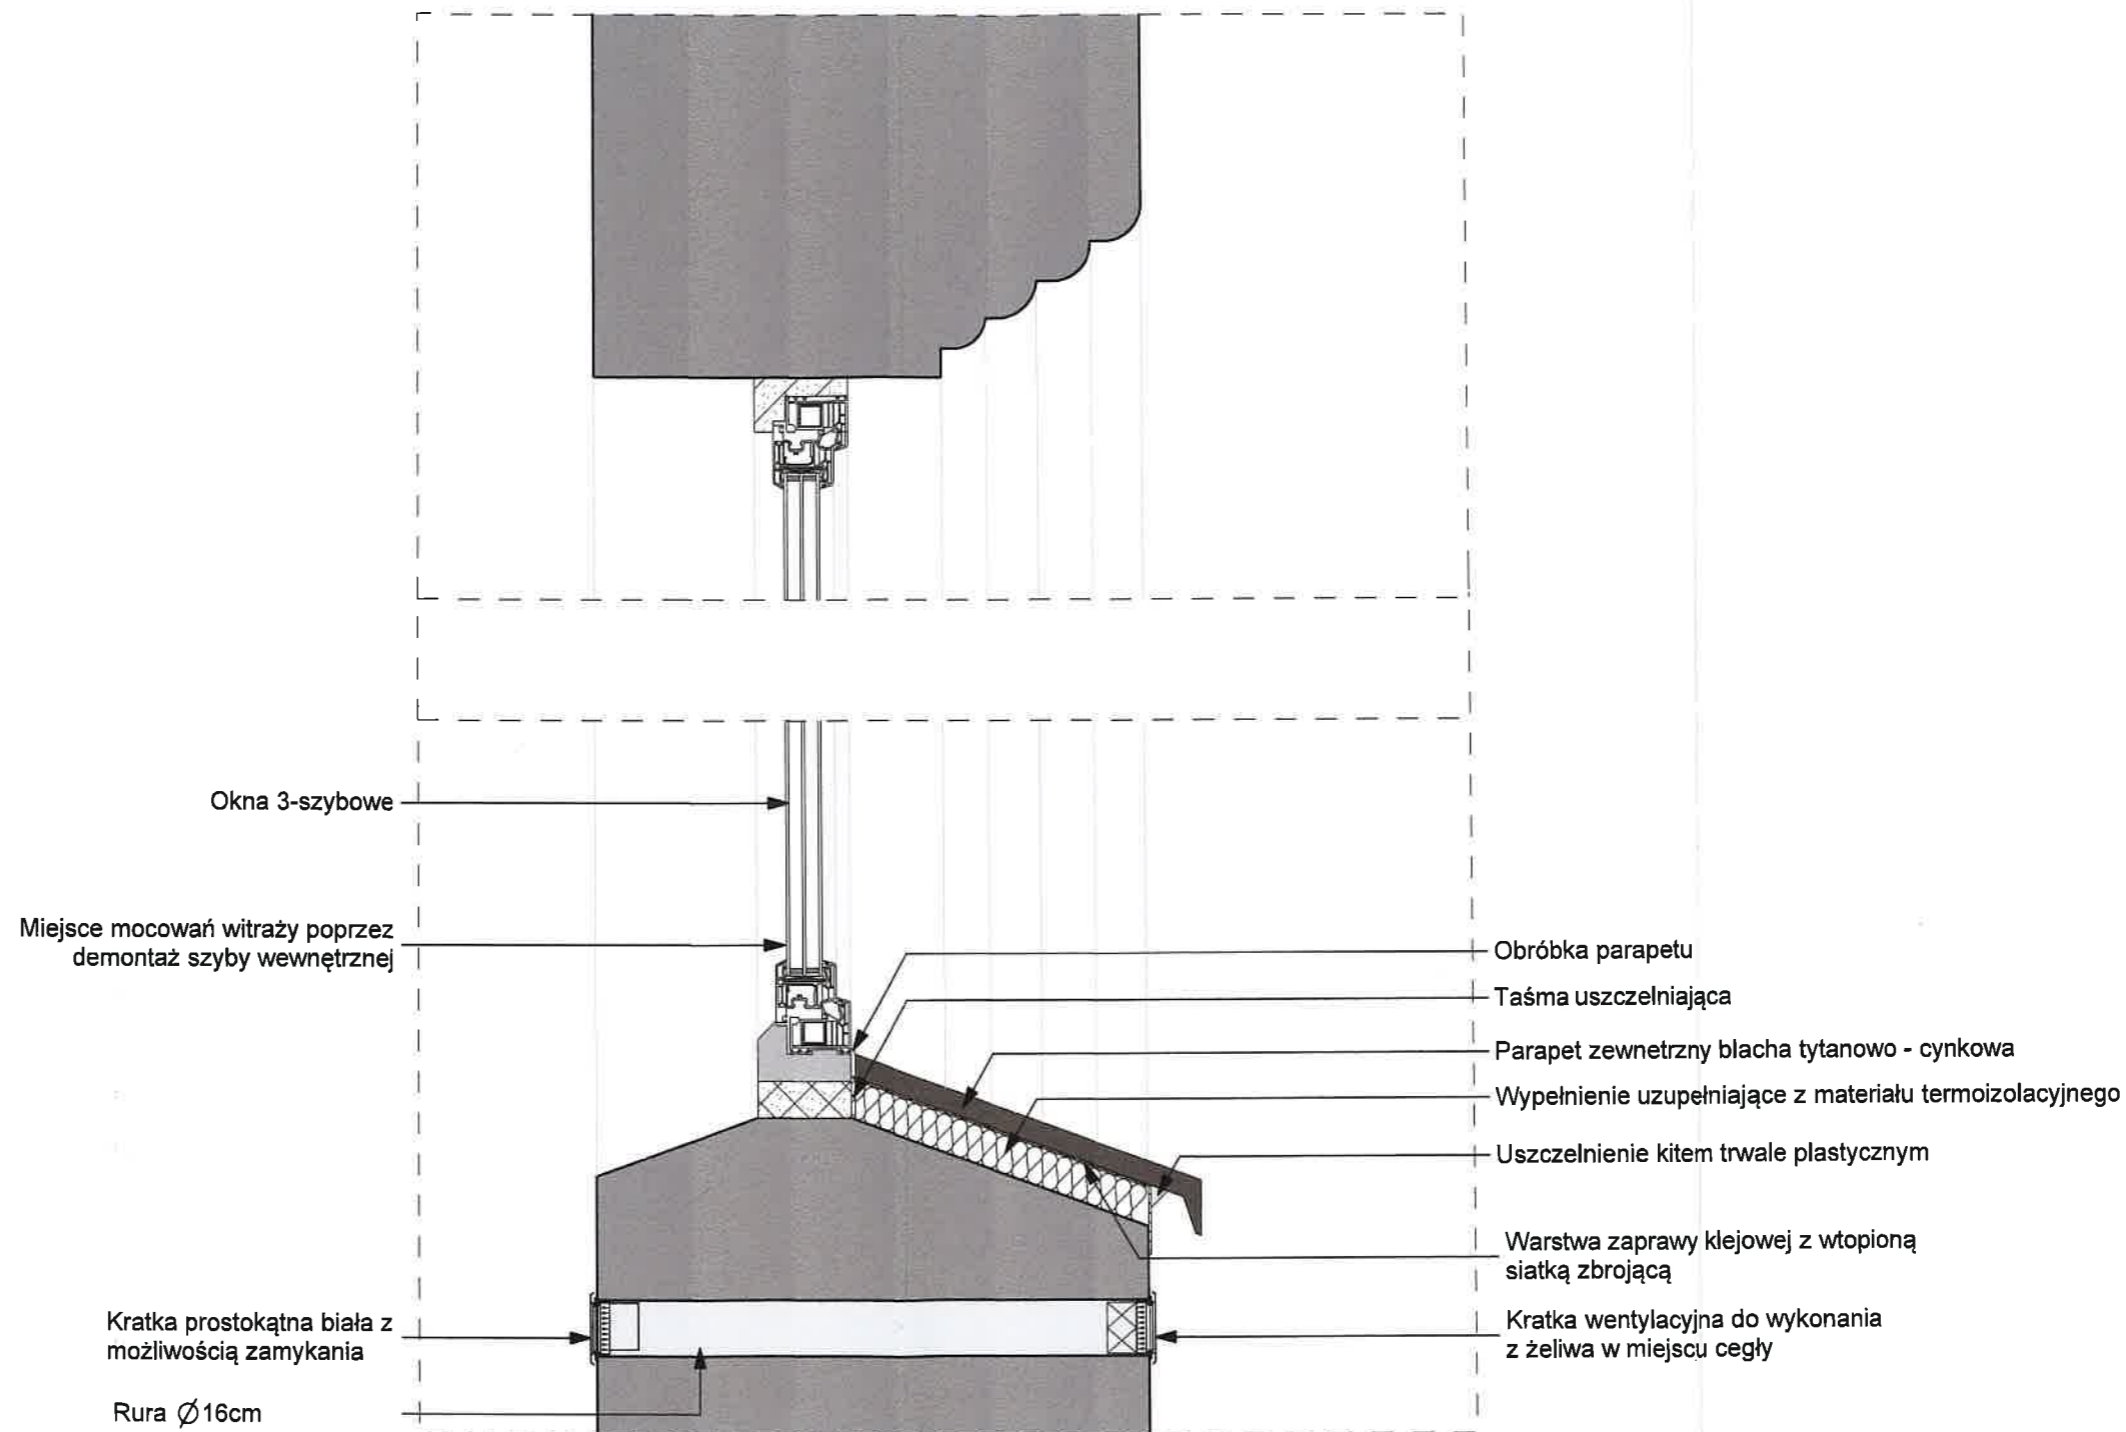 Okna 3-szybowe
Miejsce mocowań witraży poprzez
demontaż szyby wewnętrznej
Kratka prostokątna biała z
możliwością zamykania
Rura Ø16cm
Obróbka parapetu
Taśma uszczelniająca
Parapet zewnetrzny blacha tytanowo - cynkowa
Wypełnienie uzupełniające z materiału termoizolacyjnego
Uszczelnienie kitem trwale plastycznym
Warstwa zaprawy klejowej z wtopioną
siatką zbrojącą
Kratka wentylacyjna do wykonania
z żeliwa w miejscu cegły